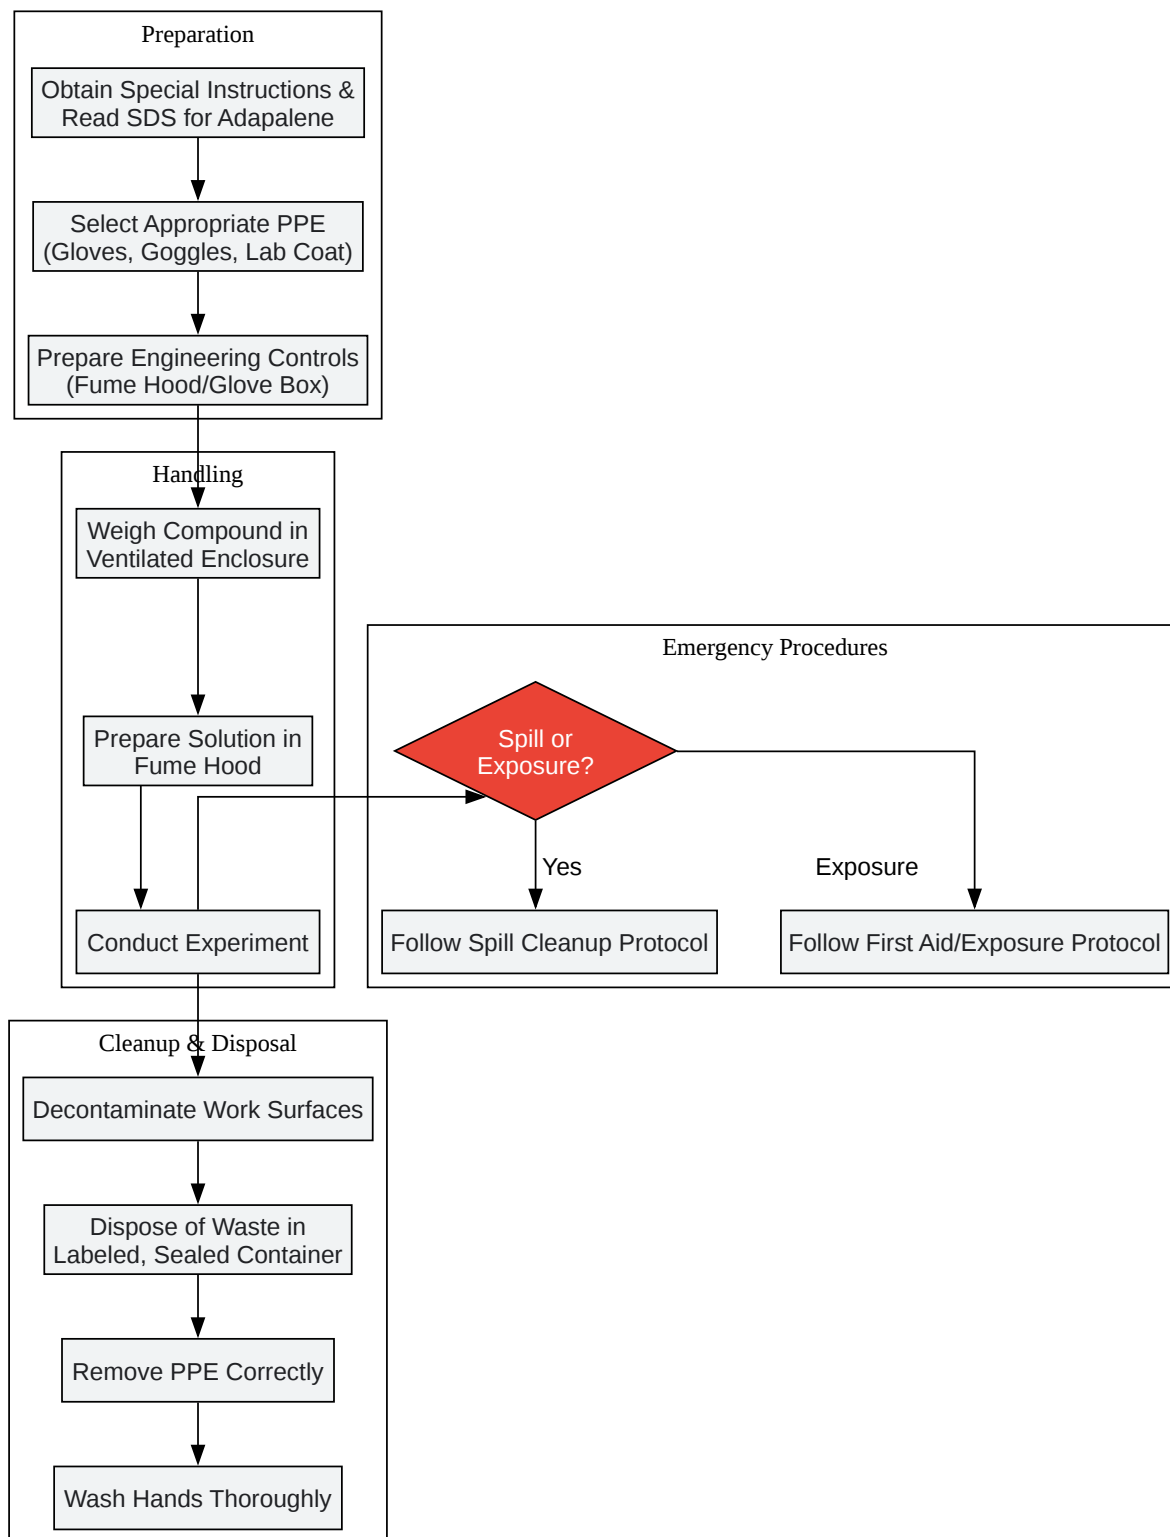 Preparation
Obtain Special Instructions &
Read SDS for Adapalene
Select Appropriate PPE
(Gloves, Goggles, Lab Coat)
Prepare Engineering Controls
(Fume Hood/Glove Box)
Handling
Weigh Compound in
Ventilated Enclosure
Prepare Solution in
Fume Hood
Conduct Experiment
Emergency Procedures
Spill or
Exposure?
Yes
Exposure
Follow Spill Cleanup Protocol
Follow First Aid/Exposure Protocol
Cleanup & Disposal
Decontaminate Work Surfaces
Dispose of Waste in
Labeled, Sealed Container
Remove PPE Correctly
Wash Hands Thoroughly